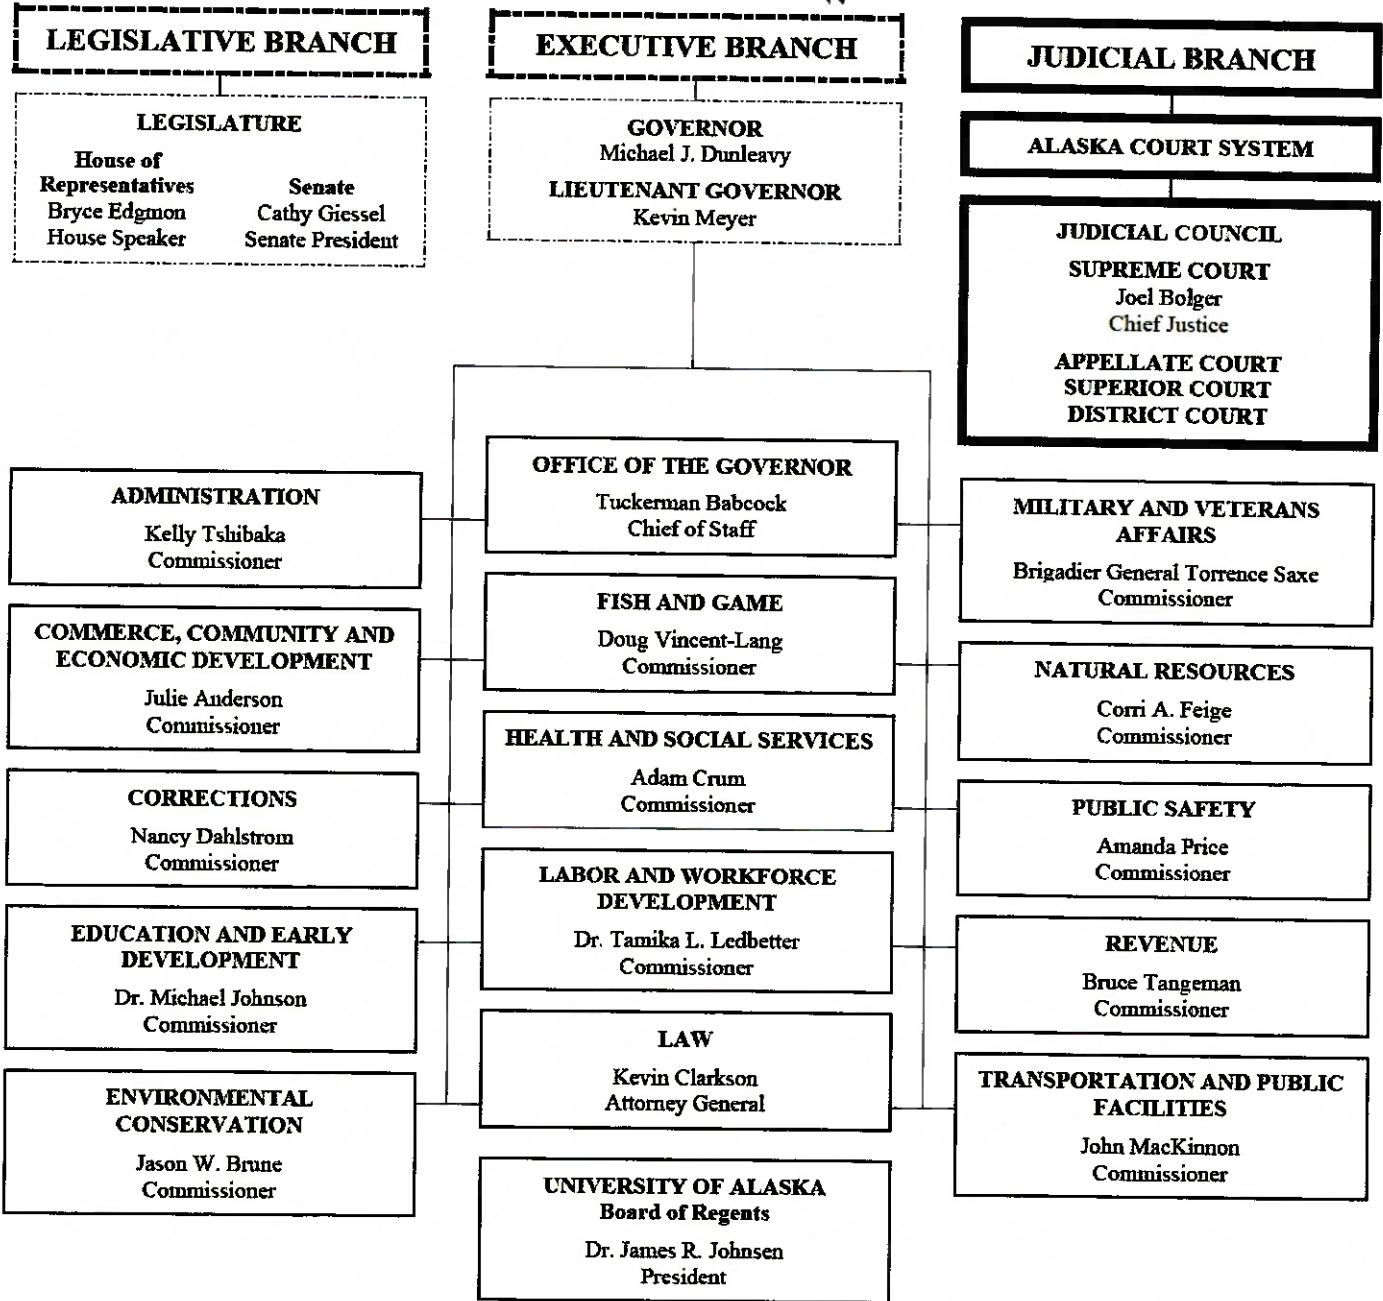 LEGISLATIVE BRANCH
LEGISLATURE
House of
Representatives
Bryce Edgmon
House Speaker
Senate
Cathy Giessel
Senate President
EXECUTIVE BRANCH
GOVERNOR
Michael J. Dunleavy
LIEUTENANT GOVERNOR
Kevin Meyer
JUDICIAL BRANCH
ALASKA COURT SYSTEM
JUDICIAL COUNCIL
SUPREME COURT
Joel Bolger
Chief Justice
APPELLATE COURT
SUPERIOR COURT
DISTRICT COURT
ADMINISTRATION
Kelly Tshibaka
Commissioner
COMMERCE, COMMUNITY AND
ECONOMIC DEVELOPMENT
Julie Anderson
Commissioner
CORRECTIONS
Nancy Dahlstrom
Commissioner
EDUCATION AND EARLY
DEVELOPMENT
Dr. Michael Johnson
Commissioner
ENVIRONMENTAL
CONSERVATION
Jason W. Brune
Commissioner
OFFICE OF THE GOVERNOR
Tuckerman Babcock
Chief of Staff
FISH AND GAME
Doug Vincent-Lang
Commissioner
HEALTH AND SOCIAL SERVICES
Adam Crum
Commissioner
LABOR AND WORKFORCE
DEVELOPMENT
Dr. Tamika L. Ledbetter
Commissioner
LAW
Kevin Clarkson
Attorney General
UNIVERSITY OF ALASKA
Board of Regents
Dr. James R. Johnsen
President
MILITARY AND VETERANS
AFFAIRS
Brigadier General Torrence Saxe
Commissioner
NATURAL RESOURCES
Corri A. Feige
Commissioner
PUBLIC SAFETY
Amanda Price
Commissioner
REVENUE
Bruce Tangeman
Commissioner
TRANSPORTATION AND PUBLIC
FACILITIES
John MacKinnon
Commissioner